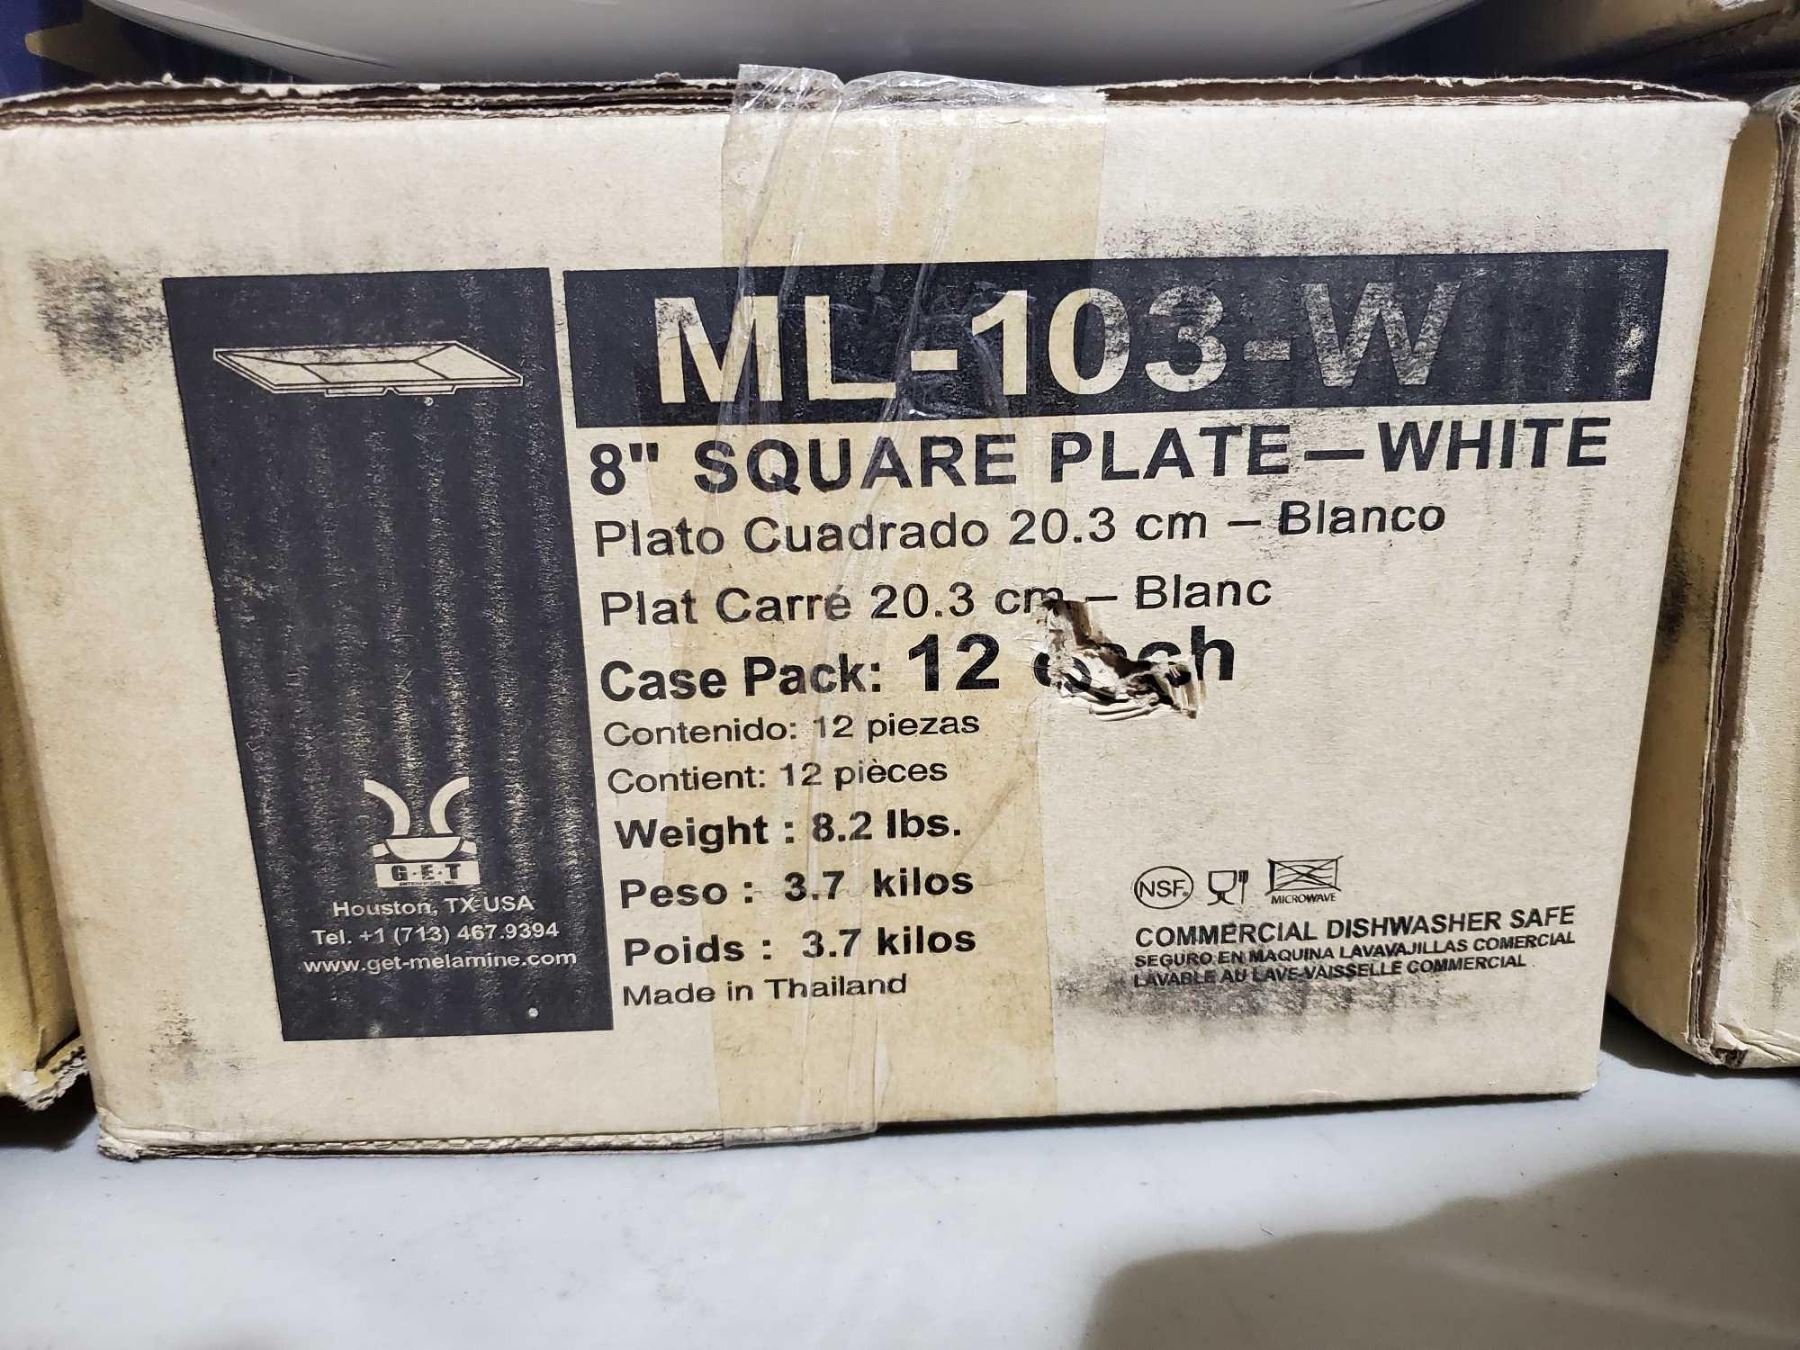 ML-103-W
8" SQUARE PLATE—WHITE
Plato Cuadrado 20.3 cm – Blanco
Plat Carré 20.3 cm – Blanc
Case Pack: 12 each
Contenido: 12 piezas
Contient: 12 pièces
Weight : 8.2 lbs.
Peso : 3.7 kilos
Poids : 3.7 kilos
Made in Thailand
G·E·T
ENTERPRISES, INC.
Houston, TX-USA
Tel. +1 (713) 467.9394
www.get-melamine.com
NSF.
MICROWAVE
COMMERCIAL DISHWASHER SAFE
SEGURO EN MAQUINA LAVAVAJILLAS COMERCIAL
LAVABLE AU LAVE-VAISSELLE COMMERCIAL